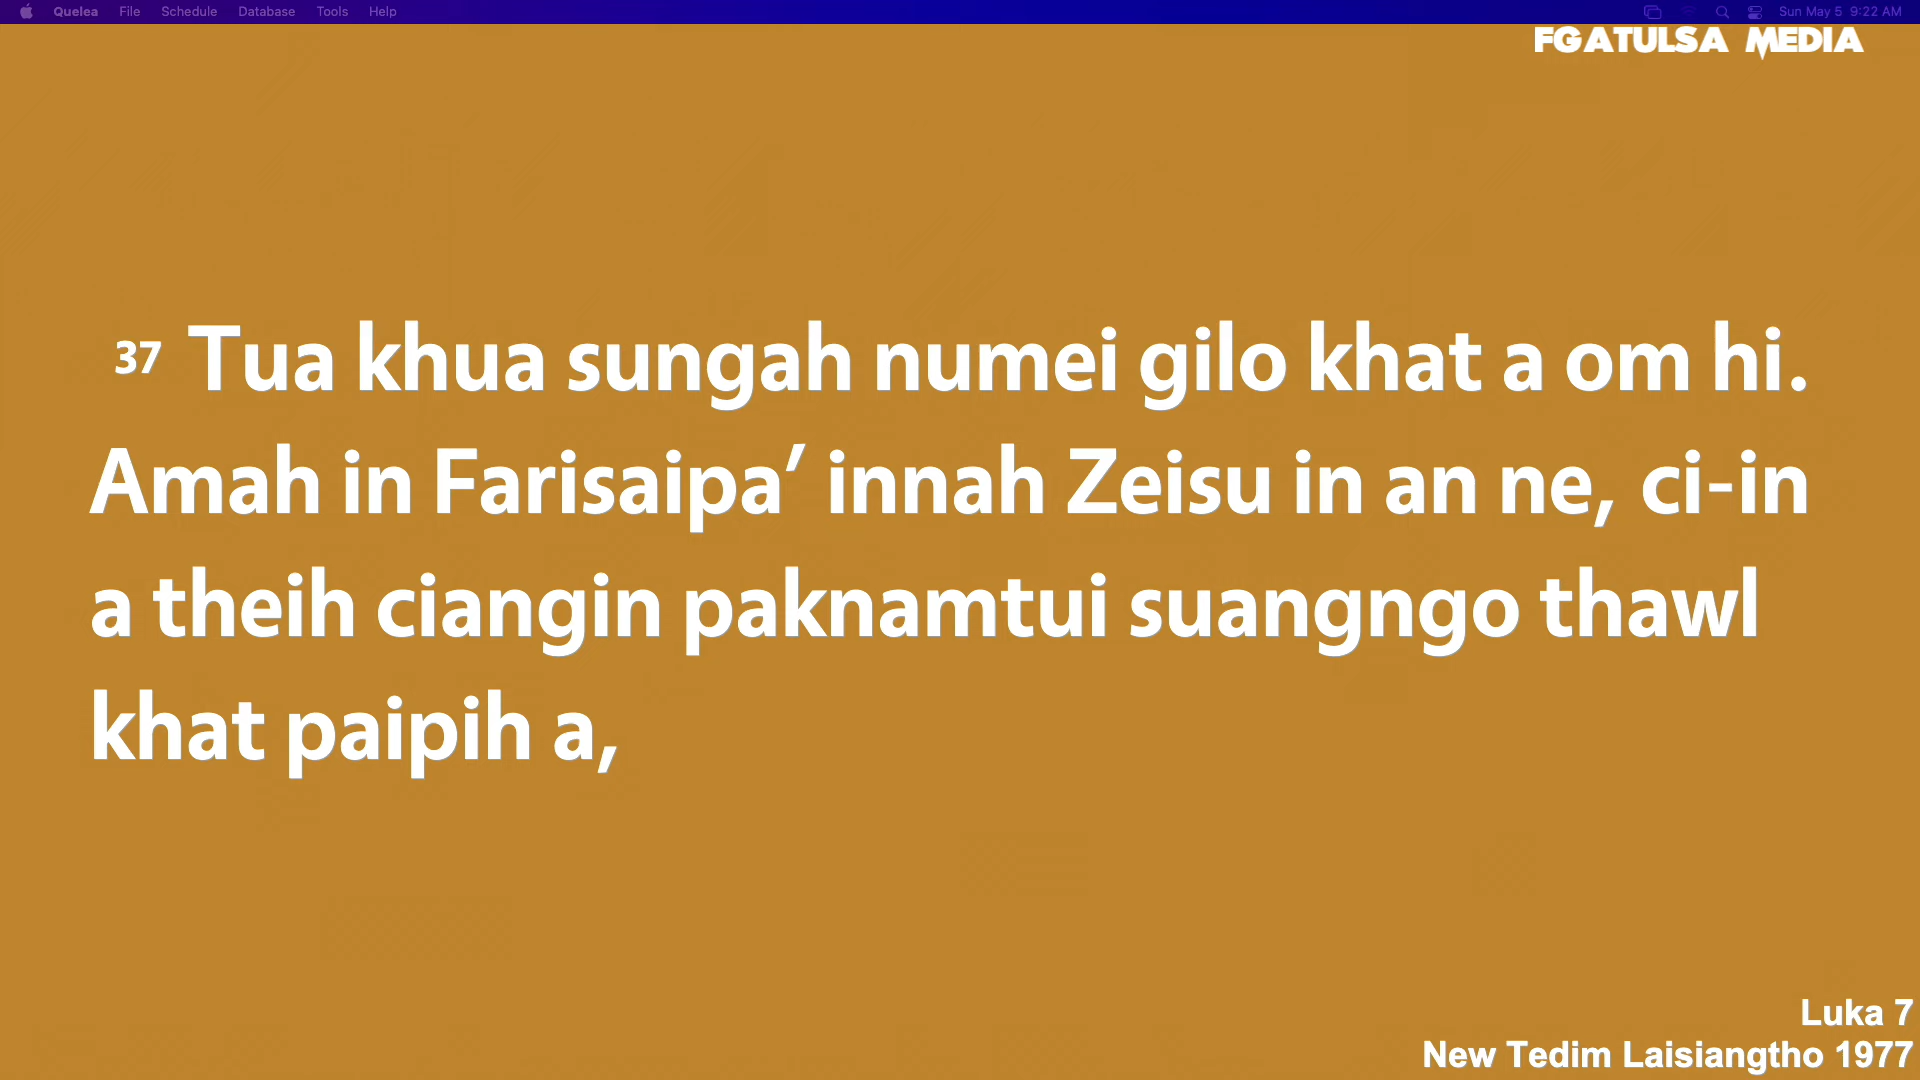 Quelea File Schedule Database Tools Help Sun May 5 9:22 AM
FGATULSA MEDIA
37 Tua khua sungah numei gilo khat a om hi.
Amah in Farisaipa’ innah Zeisu in an ne, ci-in
a theih ciangin paknamtui suangngo thawl
khat paipih a,
Luka 7
New Tedim Laisiangtho 1977